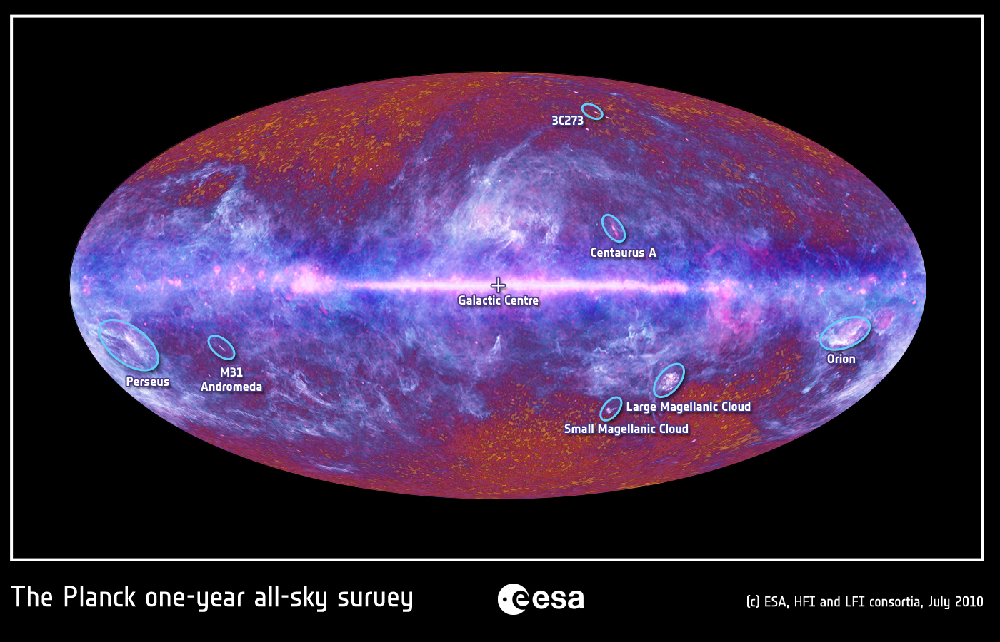 3C273
Centaurus A
Galactic Centre
Perseus
M31
Andromeda
Orion
Large Magellanic Cloud
Small Magellanic Cloud
The Planck one-year all-sky survey
esa
(c) ESA, HFI and LFI consortia, July 2010